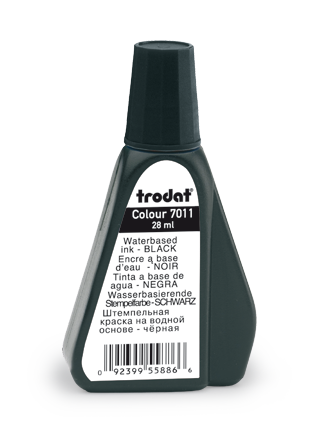 trodat
Colour 7011
28 ml
Waterbased
ink - BLACK
Encre à base
d'eau - NOIR
Tinta a base de
agua - NEGRA
Wasserbasierende
Stempelfarbe-SCHWARZ
Штемпельная
краска на водной
основе - чёрная
0 92399 55886 6